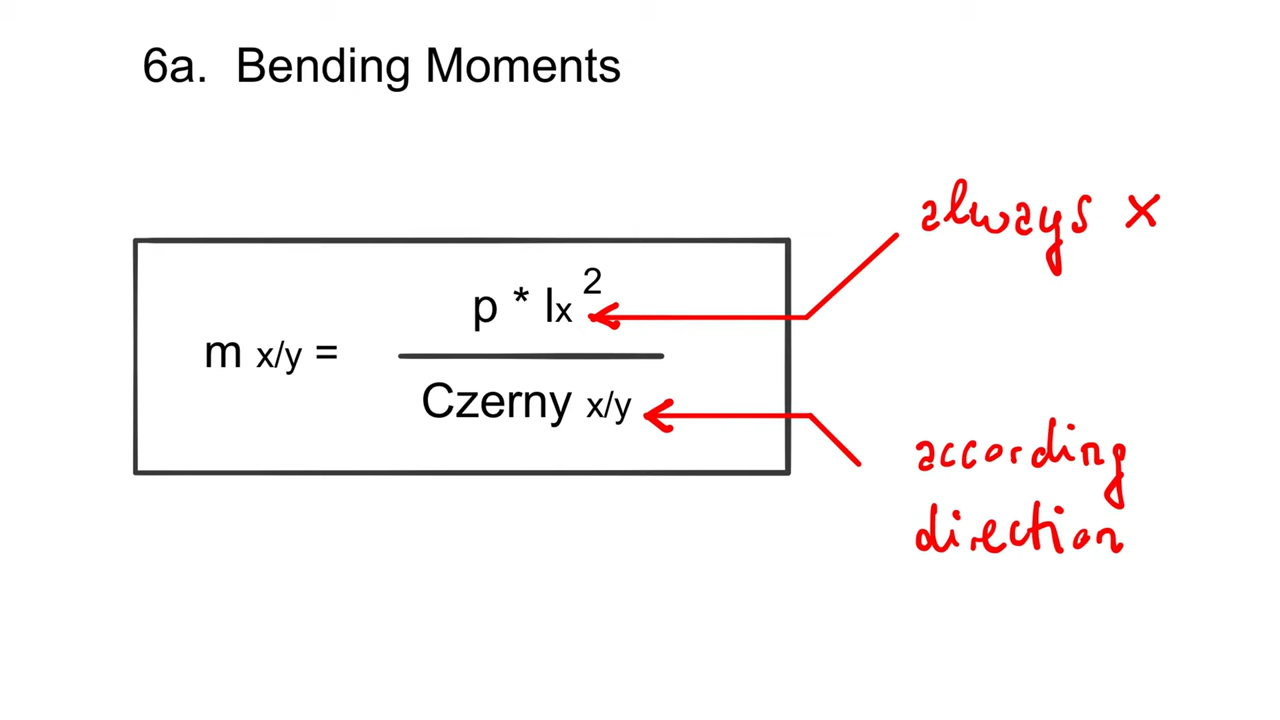 6a. Bending Moments
always x
p * lx 2
m x/y =
Czerny x/y
according
direction